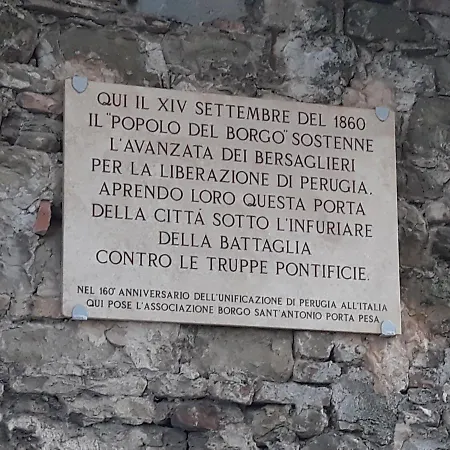 QUI IL XIV SETTEMBRE DEL 1860
IL "POPOLO DEL BORGO" SOSTENNE
L'AVANZATA DEI BERSAGLIERI
PER LA LIBERAZIONE DI PERUGIA,
APRENDO LORO QUESTA PORTA
DELLA CITTÁ SOTTO L'INFURIARE
DELLA BATTAGLIA
CONTRO LE TRUPPE PONTIFICIE.
NEL 160° ANNIVERSARIO DELL'UNIFICAZIONE DI PERUGIA ALL'ITALIA
QUI POSE L'ASSOCIAZIONE BORGO SANT'ANTONIO PORTA PESA